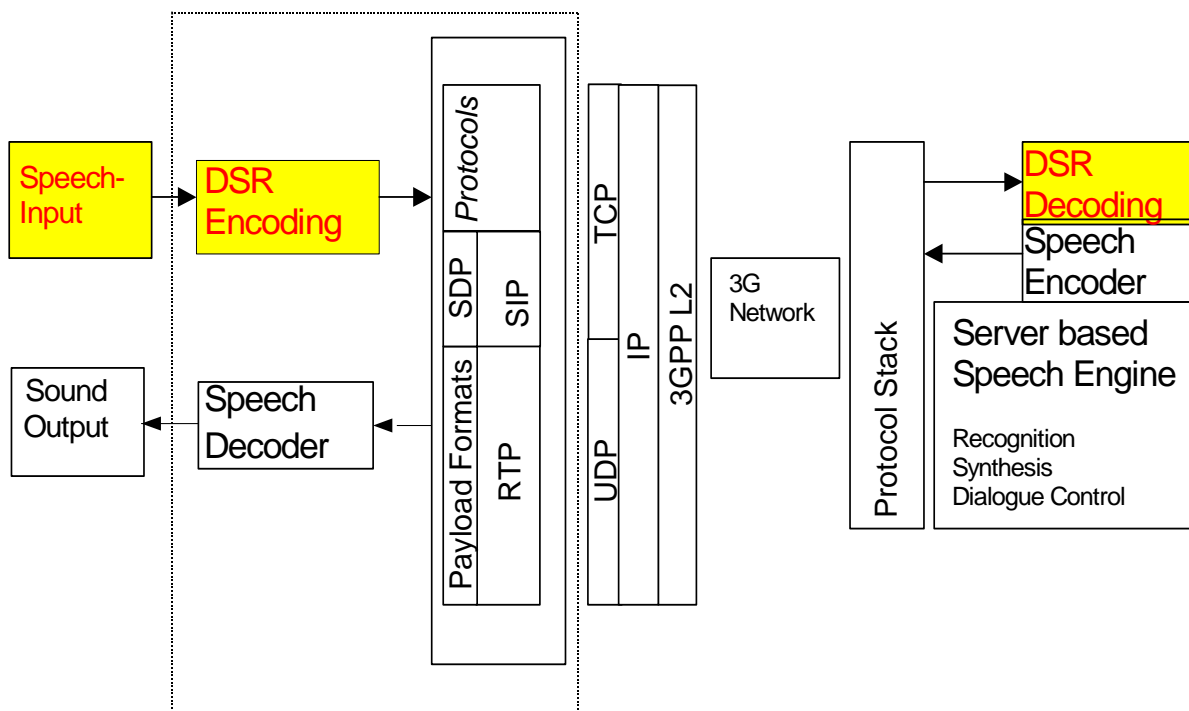 Speech-
Input
DSR
Encoding
Sound
Output
Speech
Decoder
Protocols
SDP
SIP
Payload Formats
RTP
TCP
UDP
IP
3GPP L2
3G
Network
Protocol Stack
DSR
Decoding
Speech
Encoder
Server based
Speech Engine
Recognition
Synthesis
Dialogue Control